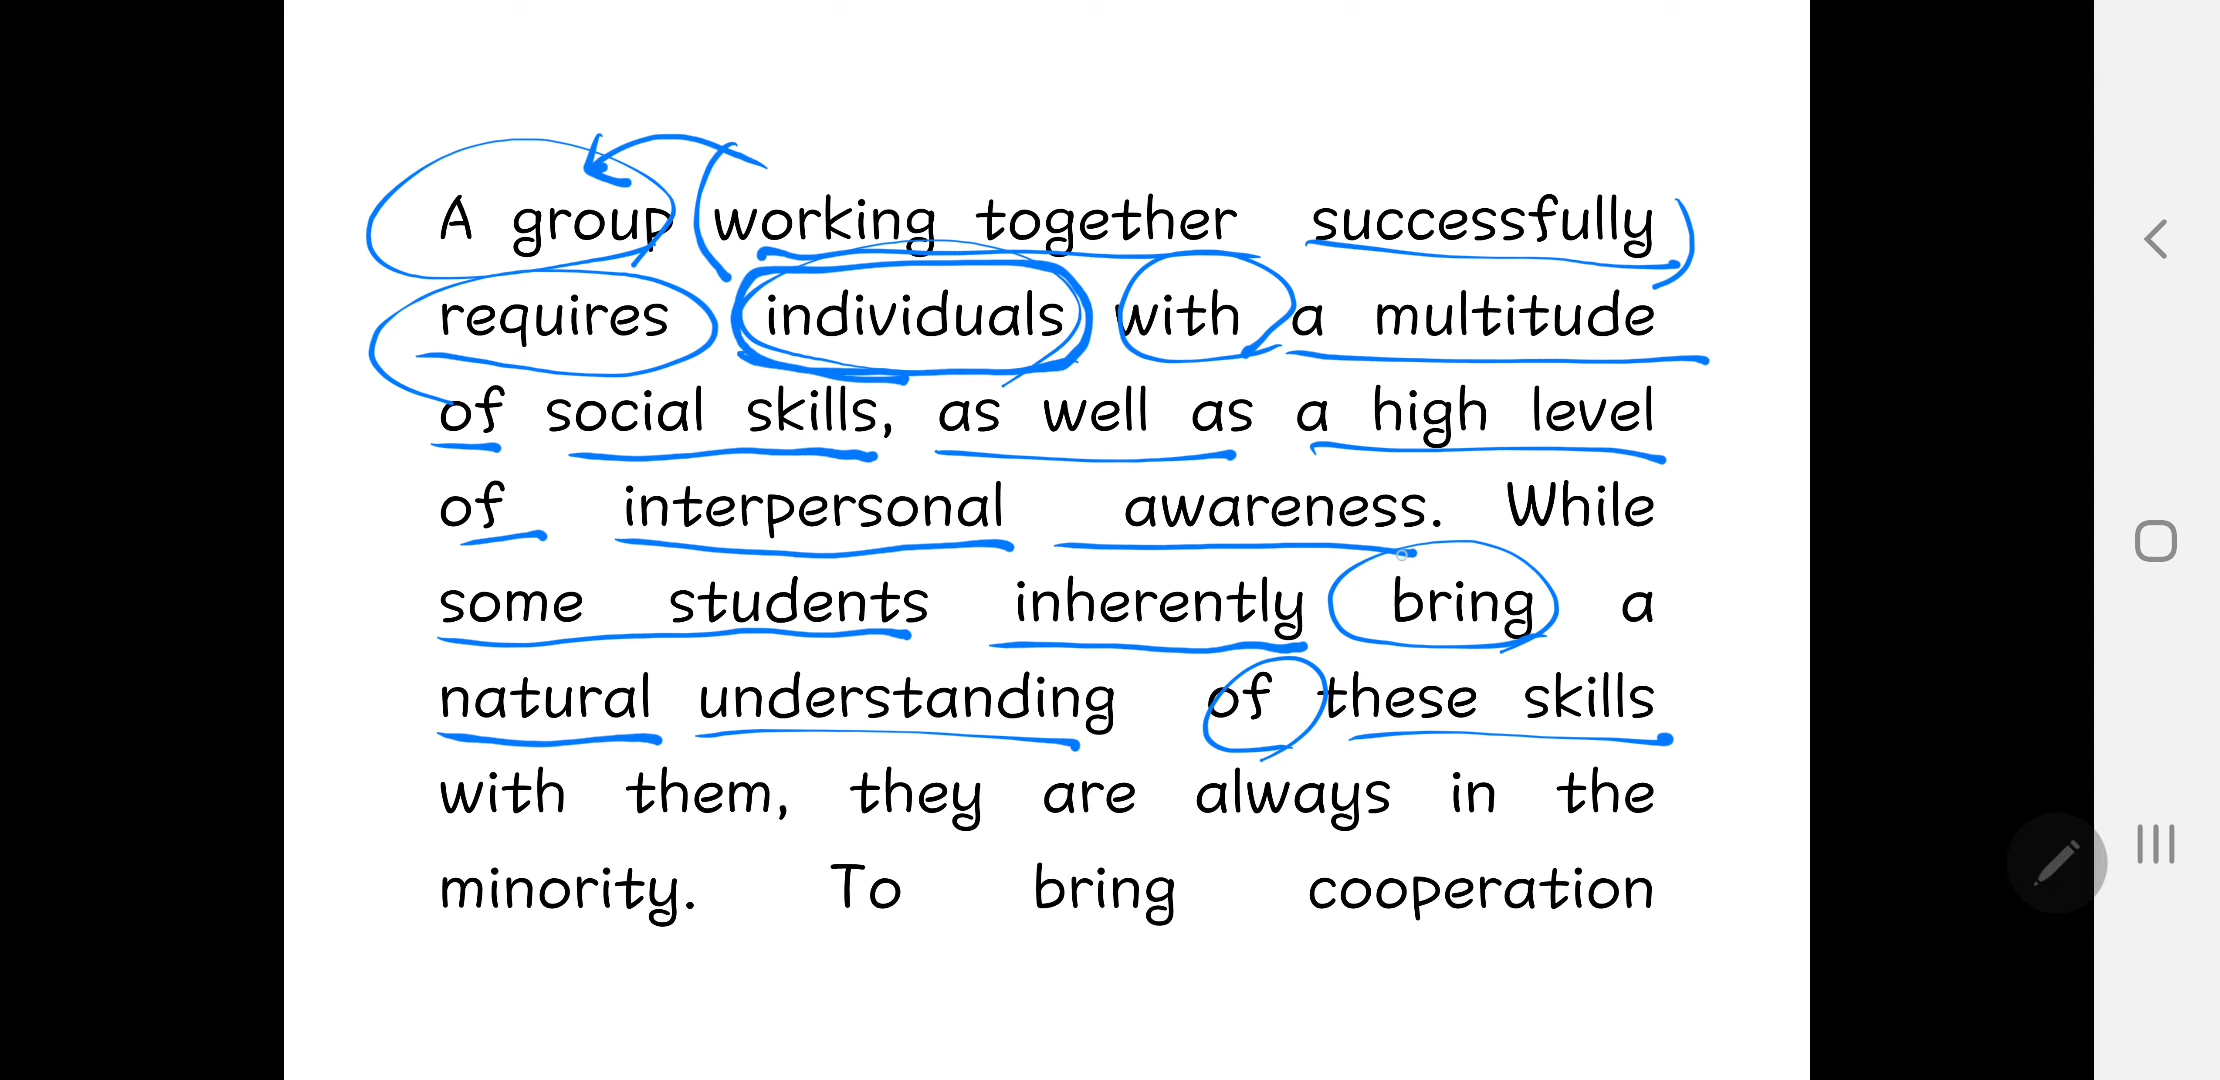 A group working together successfully
requires individuals with a multitude
of social skills, as well as a high level
of interpersonal awareness. While
some students inherently bring a
natural understanding of these skills
with them, they are always in the
minority. To bring cooperation